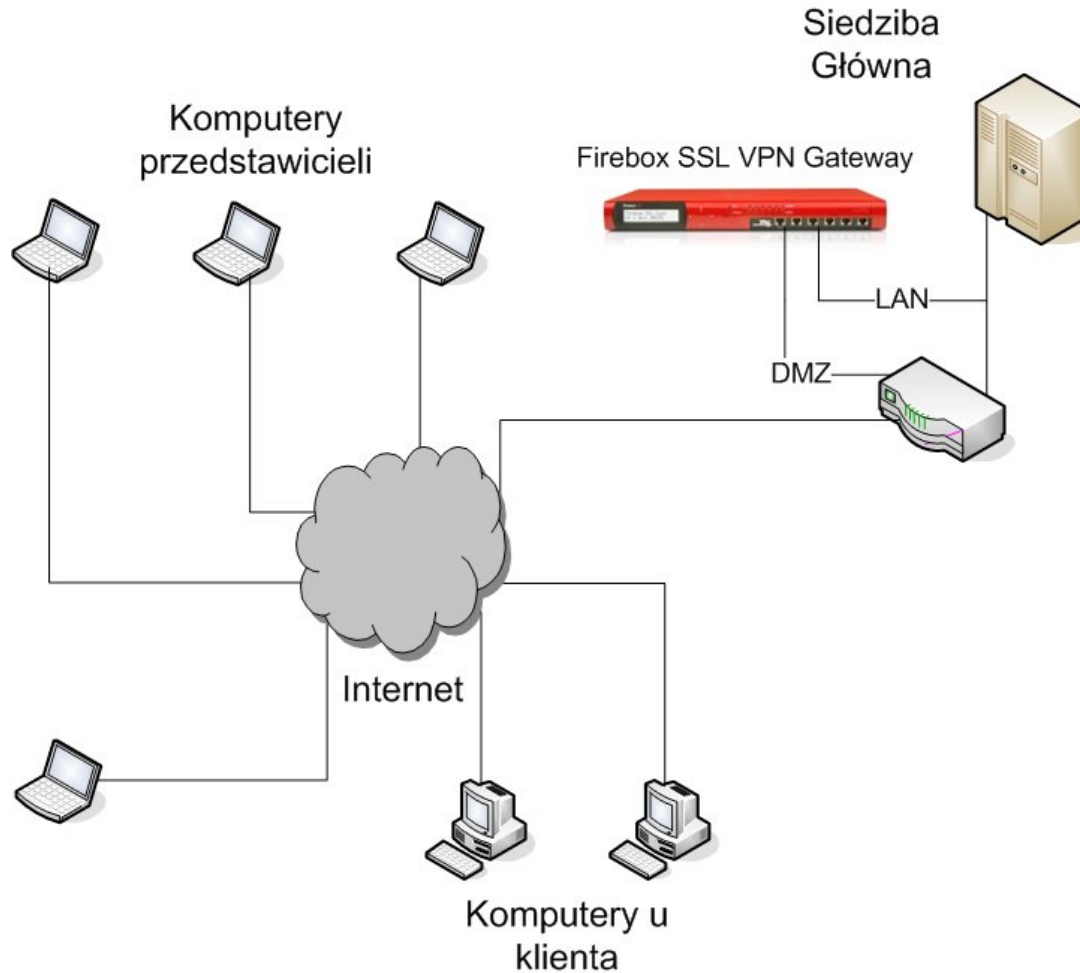 Siedziba
Główna
Komputery
przedstawicieli
Firebox SSL VPN Gateway
LAN
DMZ
Internet
Komputery u
klienta